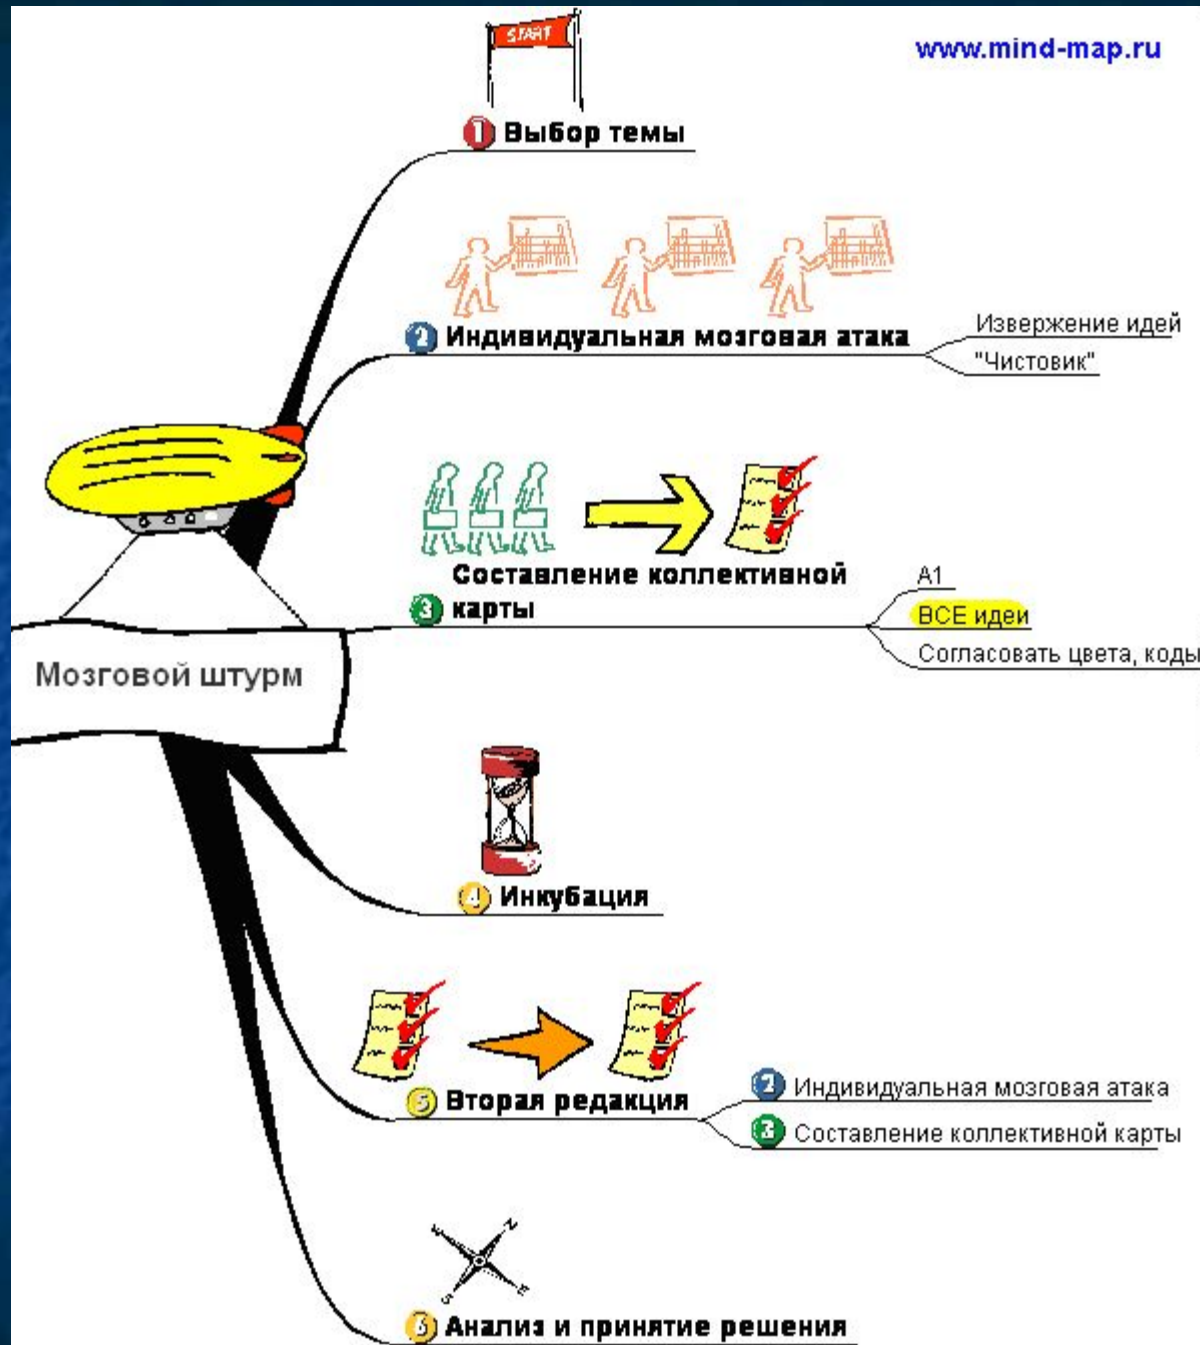 START
www.mind-map.ru
1 Выбор темы
2 Индивидуальная мозговая атака
Извержение идей
"Чистовик"
Составление коллективной
3 карты
А1
ВСЕ идеи
Согласовать цвета, коды
Мозговой штурм
4 Инкубация
5 Вторая редакция
2 Индивидуальная мозговая атака
3 Составление коллективной карты
N
E
S
6 Анализ и принятие решения